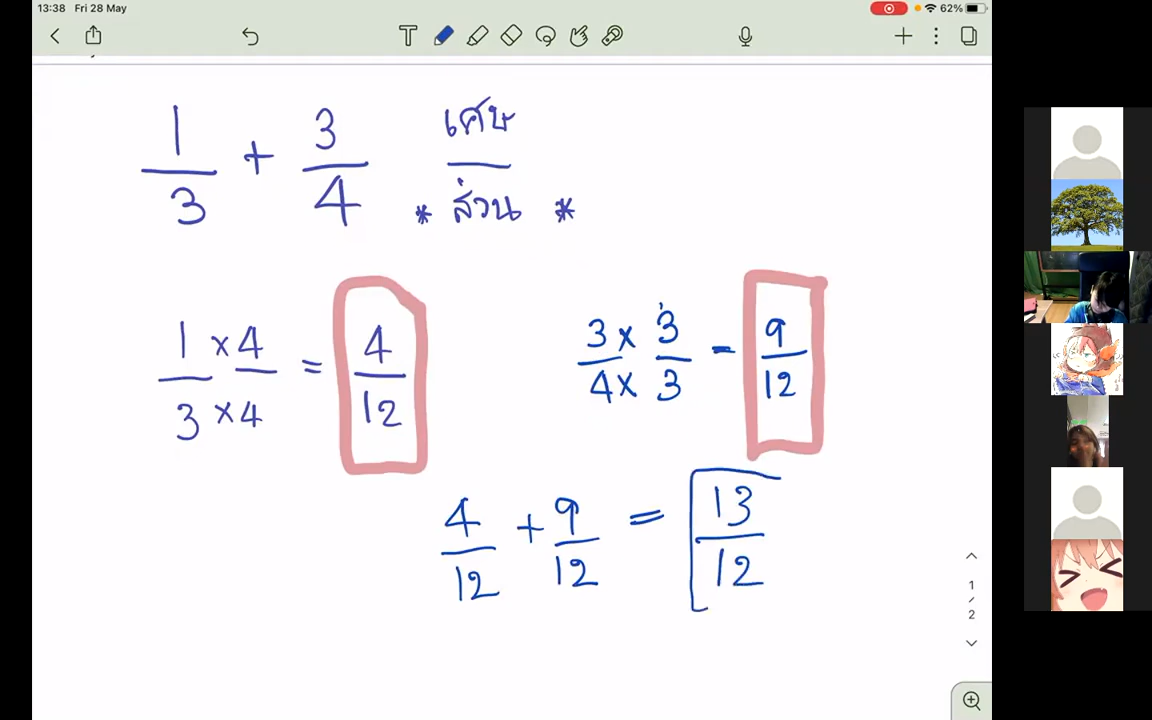 13:38 Fri 28 May
62%
T
1/3 + 3/4
เศษ
* ส่วน *
1 × 4 / 3 × 4 = 4/12
3 × 3 / 4 × 3 = 9/12
4/12 + 9/12 = 13/12
1
/
2